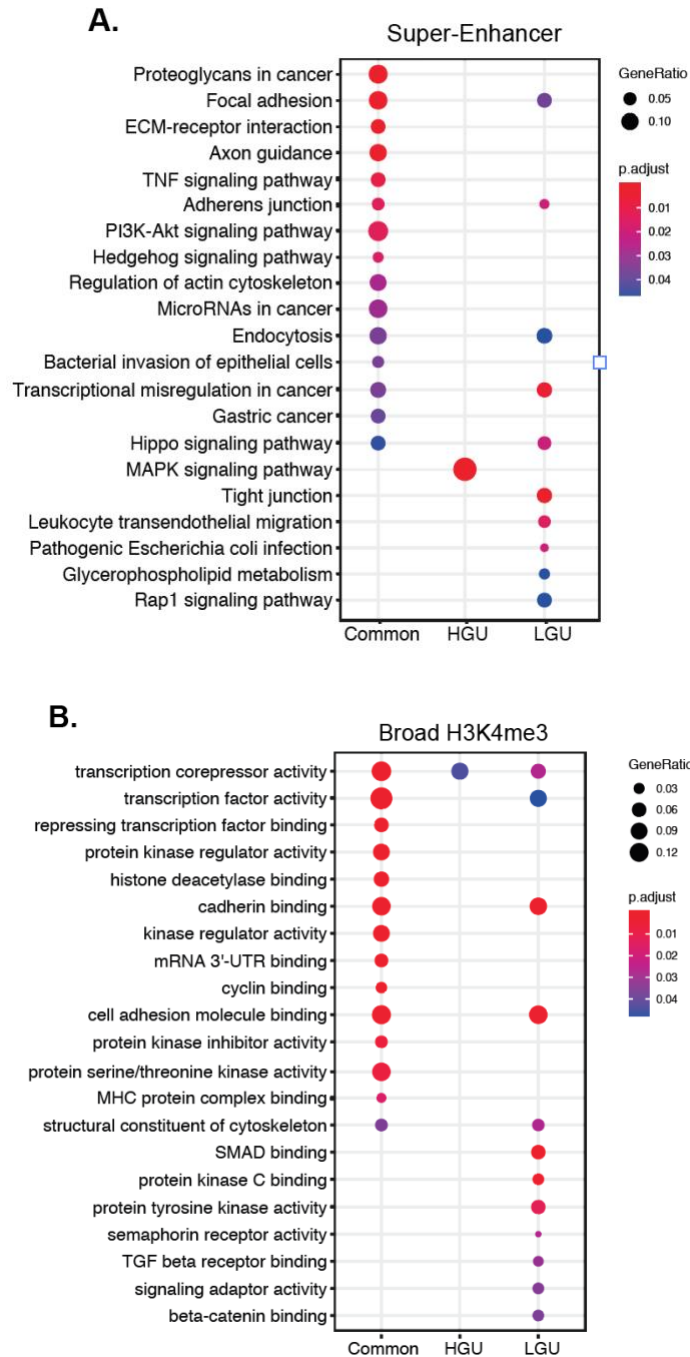 A.
Super-Enhancer
Proteoglycans in cancer
Focal adhesion
ECM-receptor interaction
Axon guidance
TNF signaling pathway
Adherens junction
PI3K-Akt signaling pathway
Hedgehog signaling pathway
Regulation of actin cytoskeleton
MicroRNAs in cancer
Endocytosis
Bacterial invasion of epithelial cells
Transcriptional misregulation in cancer
Gastric cancer
Hippo signaling pathway
MAPK signaling pathway
Tight junction
Leukocyte transendothelial migration
Pathogenic Escherichia coli infection
Glycerophospholipid metabolism
Rap1 signaling pathway
Common HGU LGU
GeneRatio
0.05
0.10
p.adjust
0.01
0.02
0.03
0.04
B.
Broad H3K4me3
transcription corepressor activity
transcription factor activity
repressing transcription factor binding
protein kinase regulator activity
histone deacetylase binding
cadherin binding
kinase regulator activity
mRNA 3'-UTR binding
cyclin binding
cell adhesion molecule binding
protein kinase inhibitor activity
protein serine/threonine kinase activity
MHC protein complex binding
structural constituent of cytoskeleton
SMAD binding
protein kinase C binding
protein tyrosine kinase activity
semaphorin receptor activity
TGF beta receptor binding
signaling adaptor activity
beta-catenin binding
Common HGU LGU
GeneRatio
0.03
0.06
0.09
0.12
p.adjust
0.01
0.02
0.03
0.04